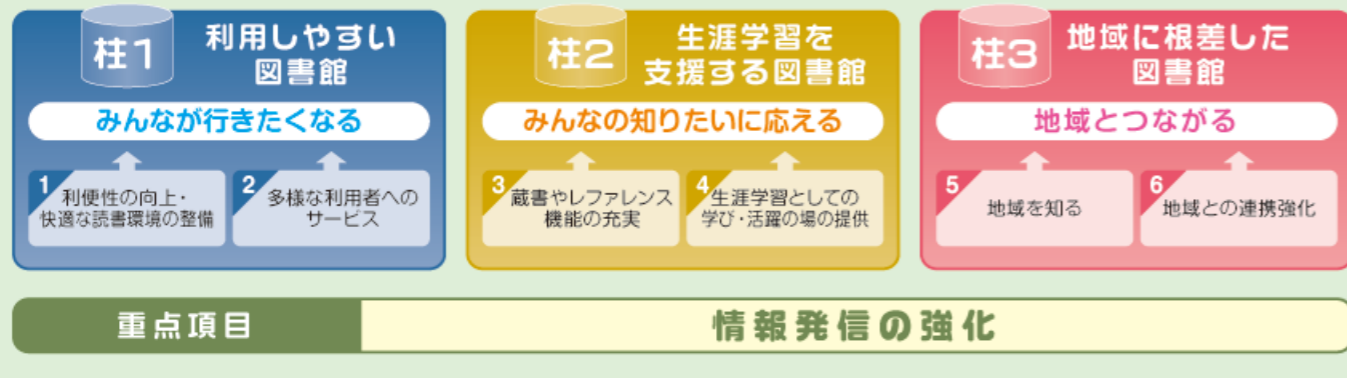 柱1
利用しやすい
図書館
みんなが行きたくなる
1
利便性の向上・
快適な読書環境の整備
2
多様な利用者への
サービス
柱2
生涯学習を
支援する図書館
みんなの知りたいに応える
3
蔵書やレファレンス
機能の充実
4
生涯学習としての
学び・活躍の場の提供
柱3
地域に根差した
図書館
地域とつながる
5
地域を知る
6
地域との連携強化
重点項目
情報発信の強化